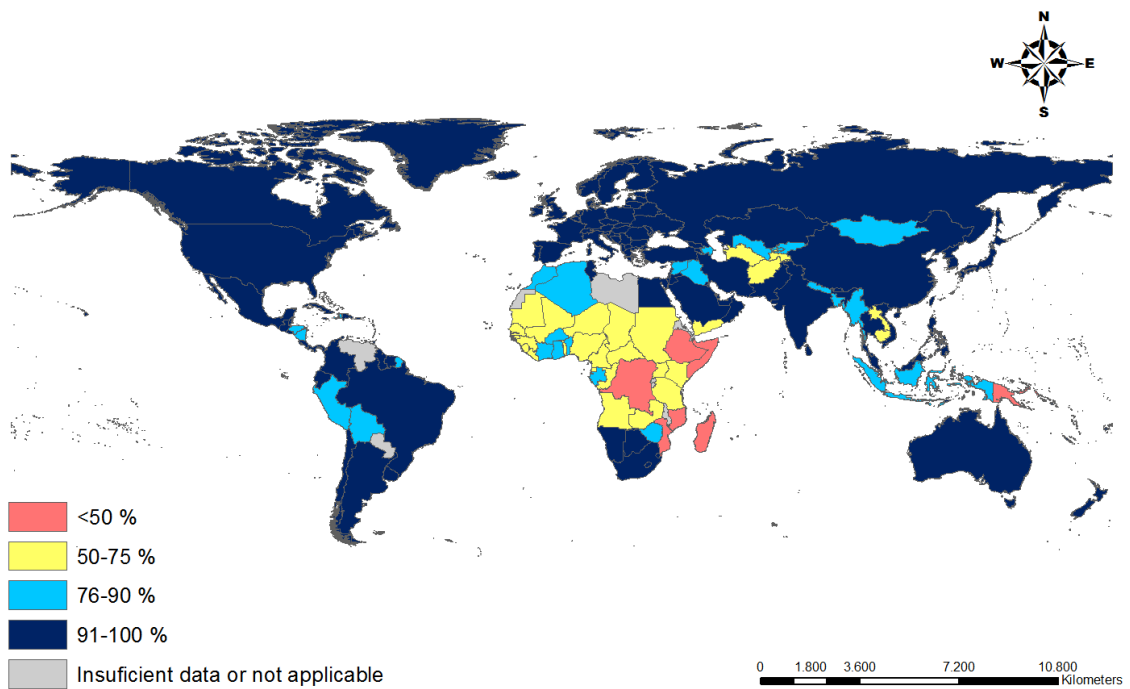 N
W E
S
<50 %
50-75 %
76-90 %
91-100 %
Insuficient data or not applicable
0 1.800 3.600 7.200 10.800
Kilometers